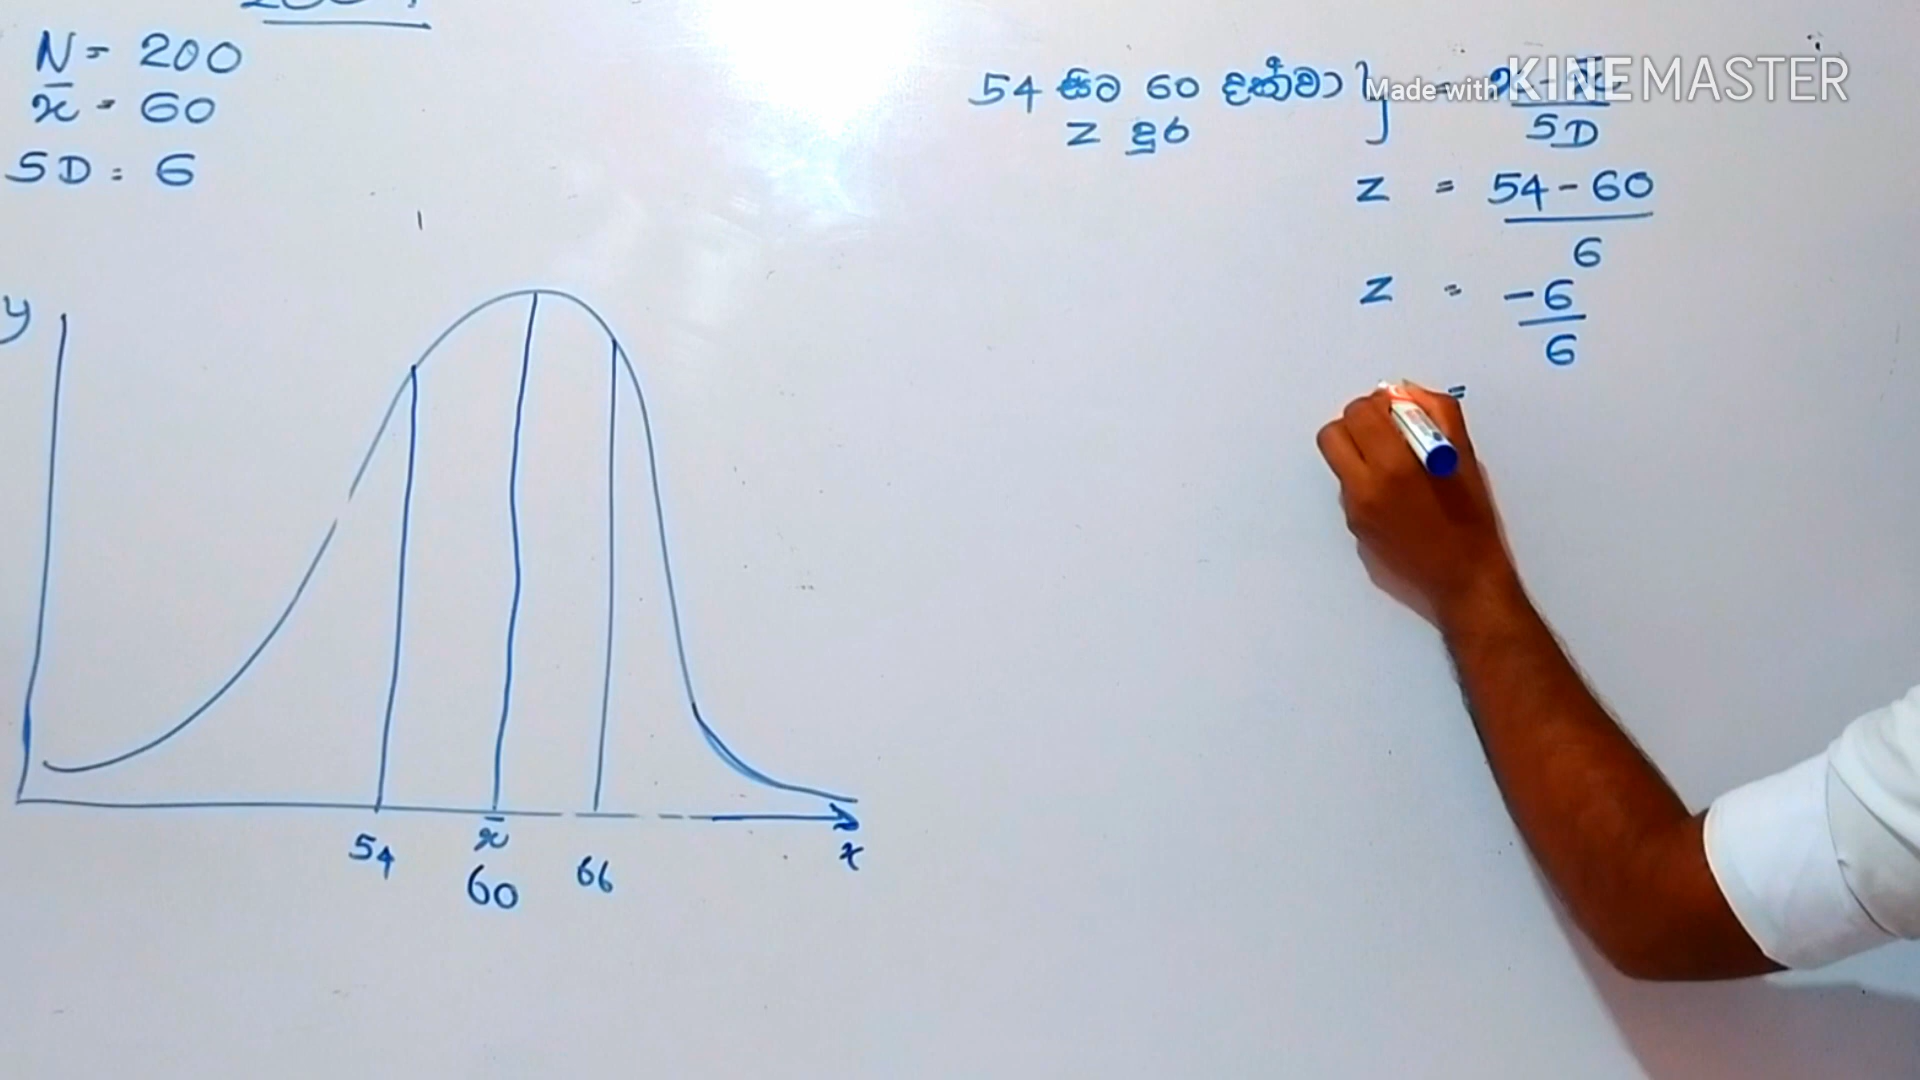 N = 200
x̄ = 60
SD = 6
54 සිට 60 දක්වා } = x - x̄
z දුර SD
z = 54 - 60
6
z = -6
6
=
y
54 x̄ 66 x
60
Made with KINEMASTER